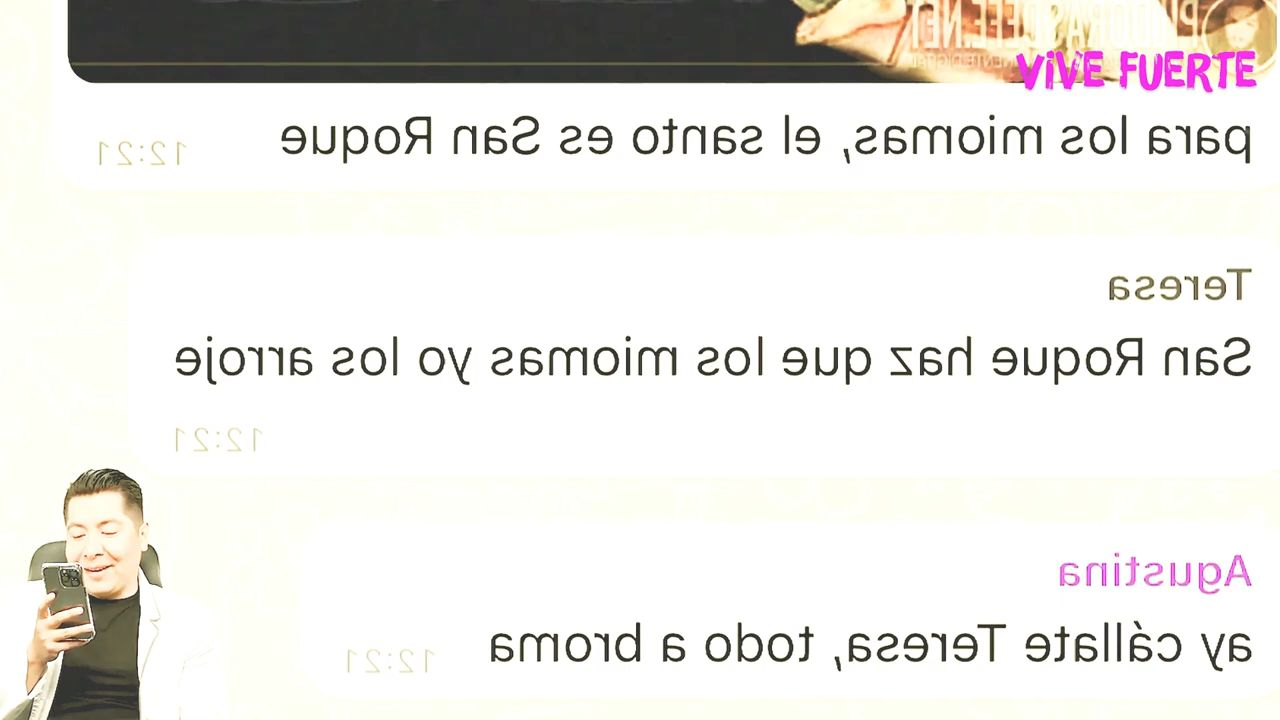 VIVE FUERTE
para los miomas, el santo es San Roque
12:21
Teresa
San Roque haz que los miomas yo los arroje
12:21
Agustina
ay cállate Teresa, todo a broma
12:21